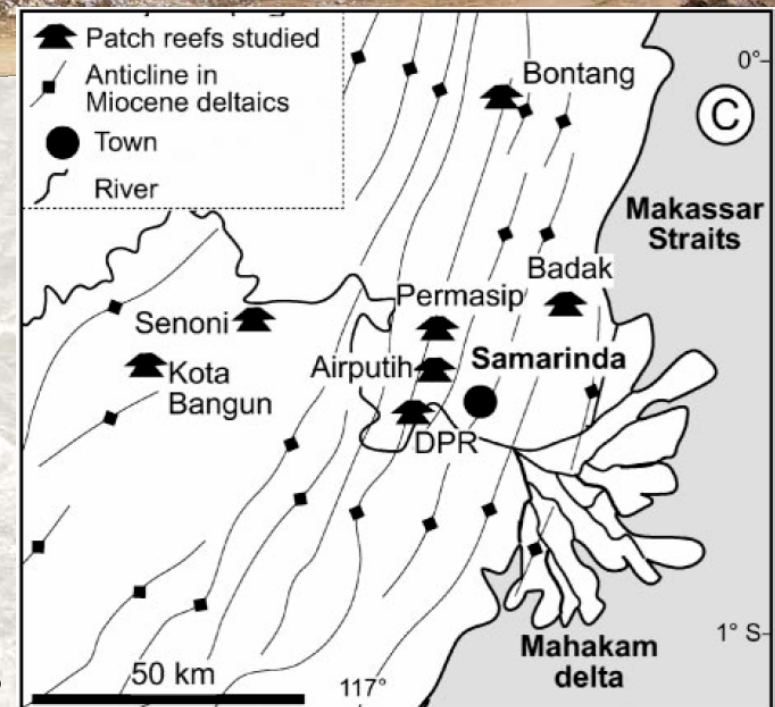 Patch reefs studied
Anticline in
Miocene deltaics
Town
River
Bontang
0°
C
Makassar
Straits
Badak
Permasip
Senoni
Airputih
Samarinda
Kota
Bangun
DPR
1° S
Mahakam
delta
50 km
117°